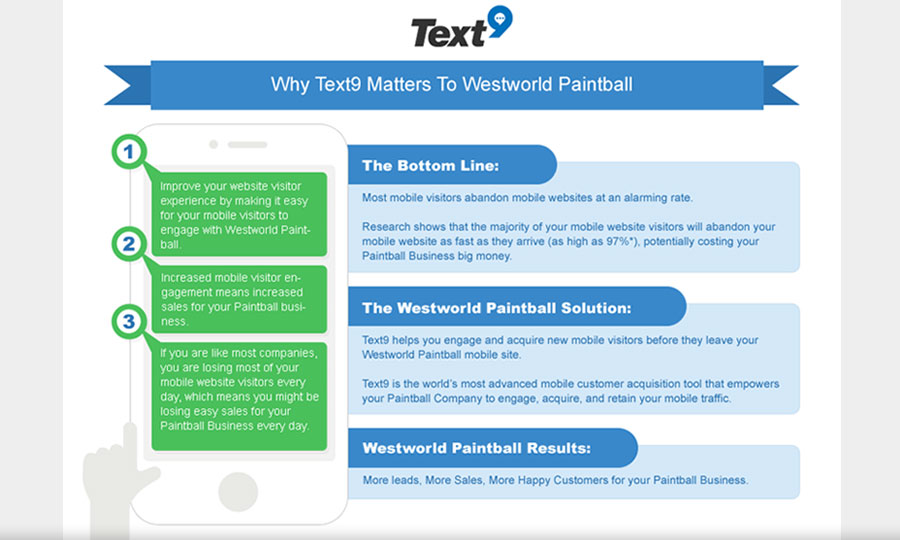 Text9
Why Text9 Matters To Westworld Paintball
1
Improve your website visitor
experience by making it easy
for your mobile visitors to
engage with Westworld Paint-
ball.
2
Increased mobile visitor en-
gagement means increased
sales for your Paintball busi-
ness.
3
If you are like most companies,
you are losing most of your
mobile website visitors every
day, which means you might be
losing easy sales for your
Paintball Business every day.
The Bottom Line:
Most mobile visitors abandon mobile websites at an alarming rate.
Research shows that the majority of your mobile website visitors will abandon your
mobile website as fast as they arrive (as high as 97%*), potentially costing your
Paintball Business big money.
The Westworld Paintball Solution:
Text9 helps you engage and acquire new mobile visitors before they leave your
Westworld Paintball mobile site.
Text9 is the world's most advanced mobile customer acquisition tool that empowers
your Paintball Company to engage, acquire, and retain your mobile traffic.
Westworld Paintball Results:
More leads, More Sales, More Happy Customers for your Paintball Business.